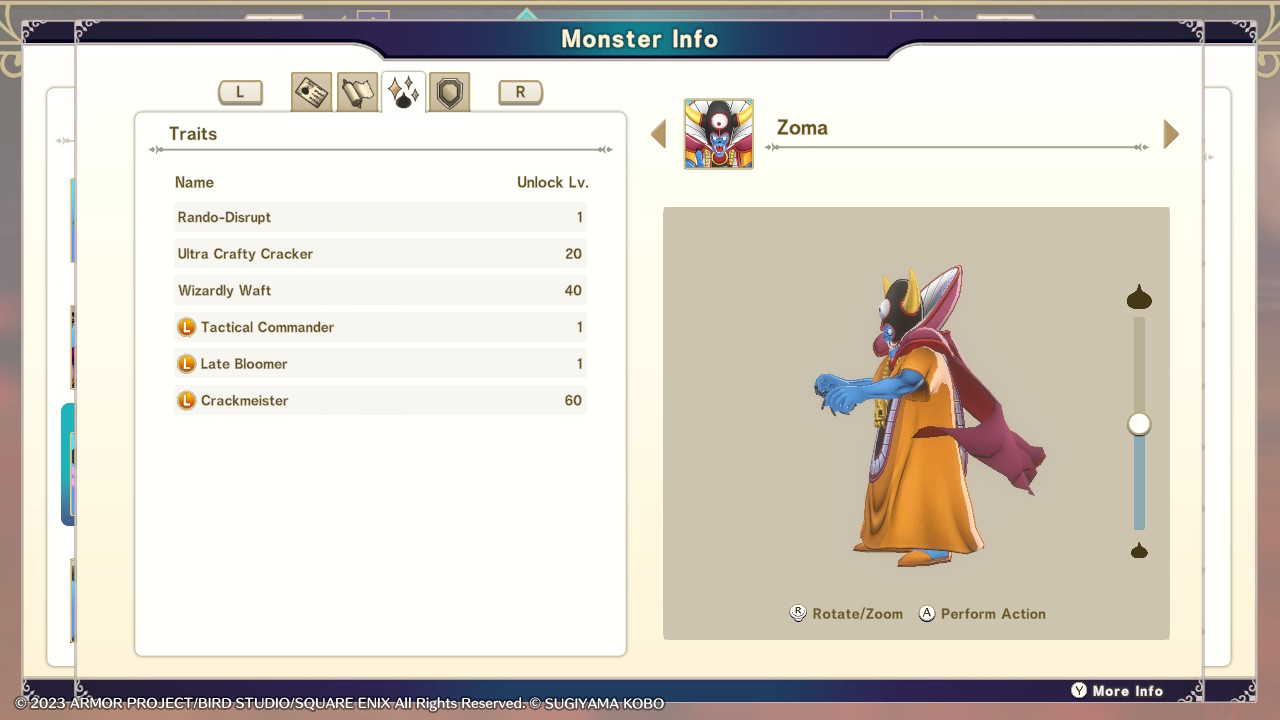 Monster Info
L
R
Traits
Zoma
Name Unlock Lv.
Rando-Disrupt 1
Ultra Crafty Cracker 20
Wizardly Waft 40
L Tactical Commander 1
L Late Bloomer 1
L Crackmeister 60
R Rotate/Zoom A Perform Action
Y More Info
© 2023 ARMOR PROJECT/BIRD STUDIO/SQUARE ENIX All Rights Reserved. © SUGIYAMA KOBO